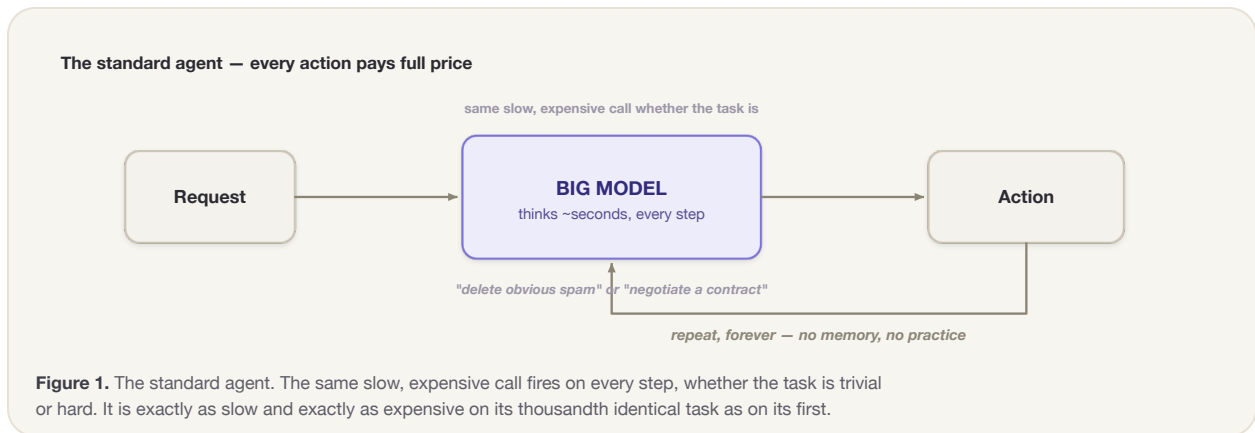 The standard agent — every action pays full price
same slow, expensive call whether the task is
Request
BIG MODEL
thinks ~seconds, every step
Action
"delete obvious spam" or "negotiate a contract"
repeat, forever — no memory, no practice
Figure 1. The standard agent. The same slow, expensive call fires on every step, whether the task is trivial
or hard. It is exactly as slow and exactly as expensive on its thousandth identical task as on its first.